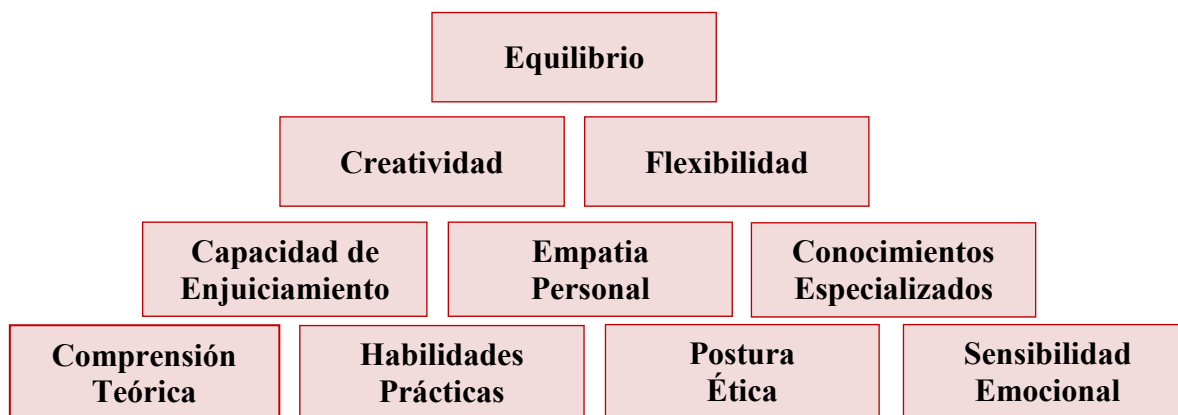 Equilibrio
Creatividad
Flexibilidad
Capacidad de
Enjuiciamiento
Empatia
Personal
Conocimientos
Especializados
Comprensión
Teórica
Habilidades
Prácticas
Postura
Ética
Sensibilidad
Emocional